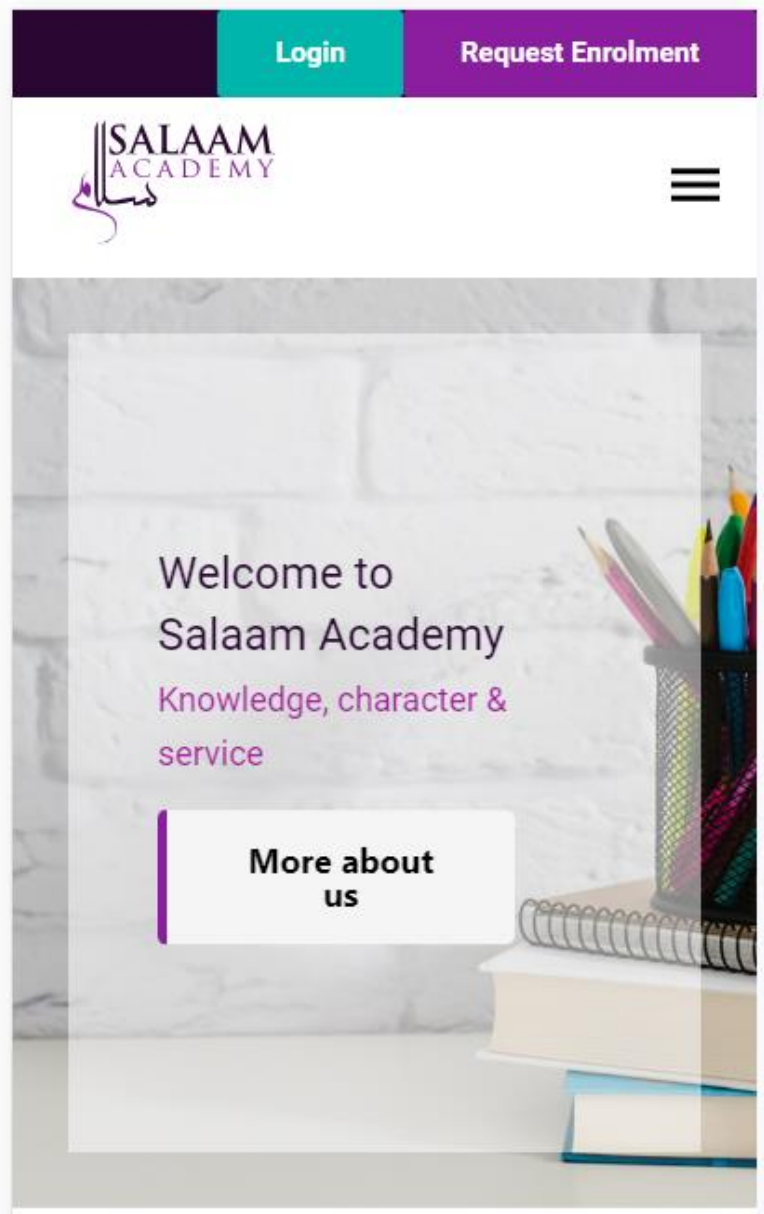 Login
Request Enrolment
SALAAM
ACADEMY
سلام
Welcome to
Salaam Academy
Knowledge, character &
service
More about
us